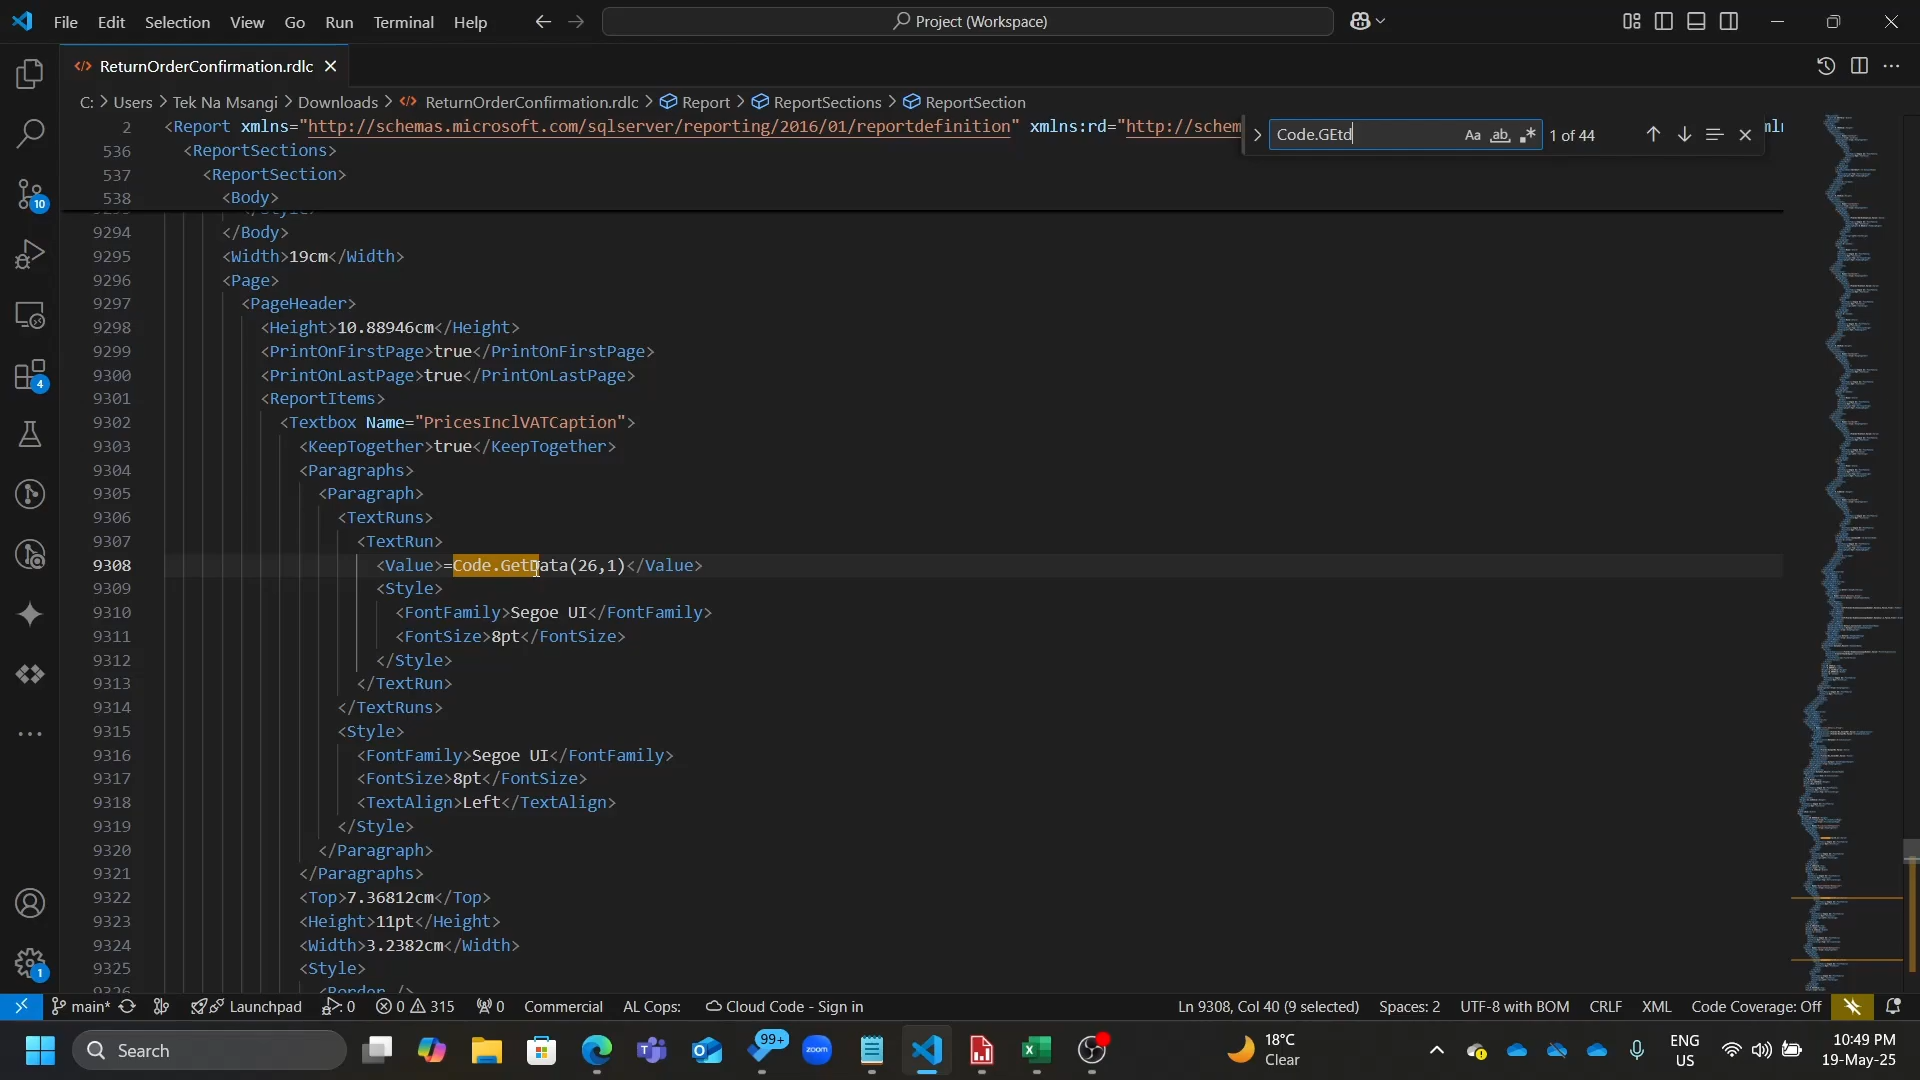 File Edit Selection View Go Run Terminal Help
Project (Workspace)
ReturnOrderConfirmation.rdlc
C: > Users > Tek Na Msangi > Downloads > ReturnOrderConfirmation.rdlc > Report > ReportSections > ReportSection
Code.GEtd Aa ab 1 of 44
2 <Report xmlns="http://schemas.microsoft.com/sqlserver/reporting/2016/01/reportdefinition" xmlns:rd="http://schem
536 <ReportSections>
537 <ReportSection>
538 <Body>
9294 </Body>
9295 <Width>19cm</Width>
9296 <Page>
9297 <PageHeader>
9298 <Height>10.88946cm</Height>
9299 <PrintOnFirstPage>true</PrintOnFirstPage>
9300 <PrintOnLastPage>true</PrintOnLastPage>
9301 <ReportItems>
9302 <Textbox Name="PricesInclVATCaption">
9303 <KeepTogether>true</KeepTogether>
9304 <Paragraphs>
9305 <Paragraph>
9306 <TextRuns>
9307 <TextRun>
9308 <Value>=Code.GetData(26,1)</Value>
9309 <Style>
9310 <FontFamily>Segoe UI</FontFamily>
9311 <FontSize>8pt</FontSize>
9312 </Style>
9313 </TextRun>
9314 </TextRuns>
9315 <Style>
9316 <FontFamily>Segoe UI</FontFamily>
9317 <FontSize>8pt</FontSize>
9318 <TextAlign>Left</TextAlign>
9319 </Style>
9320 </Paragraph>
9321 </Paragraphs>
9322 <Top>7.36812cm</Top>
9323 <Height>11pt</Height>
9324 <Width>3.2382cm</Width>
9325 <Style>
10
4
1
main* Launchpad 0 0 315 0 Commercial AL Cops: Cloud Code - Sign in
Ln 9308, Col 40 (9 selected) Spaces: 2 UTF-8 with BOM CRLF XML Code Coverage: Off
Search
99+
zoom
18°C
Clear
ENG
US
10:49 PM
19-May-25